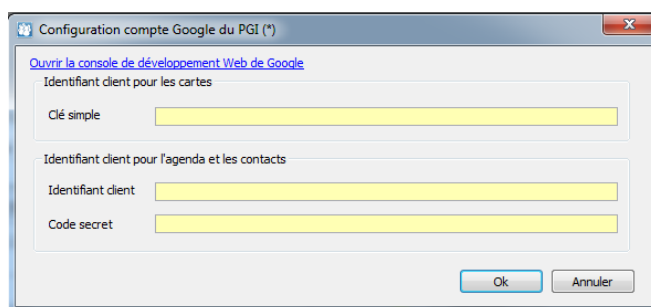 Configuration compte Google du PGI (*)
Ouvrir la console de développement Web de Google
Identifiant client pour les cartes
Clé simple
Identifiant client pour l'agenda et les contacts
Identifiant client
Code secret
Ok Annuler